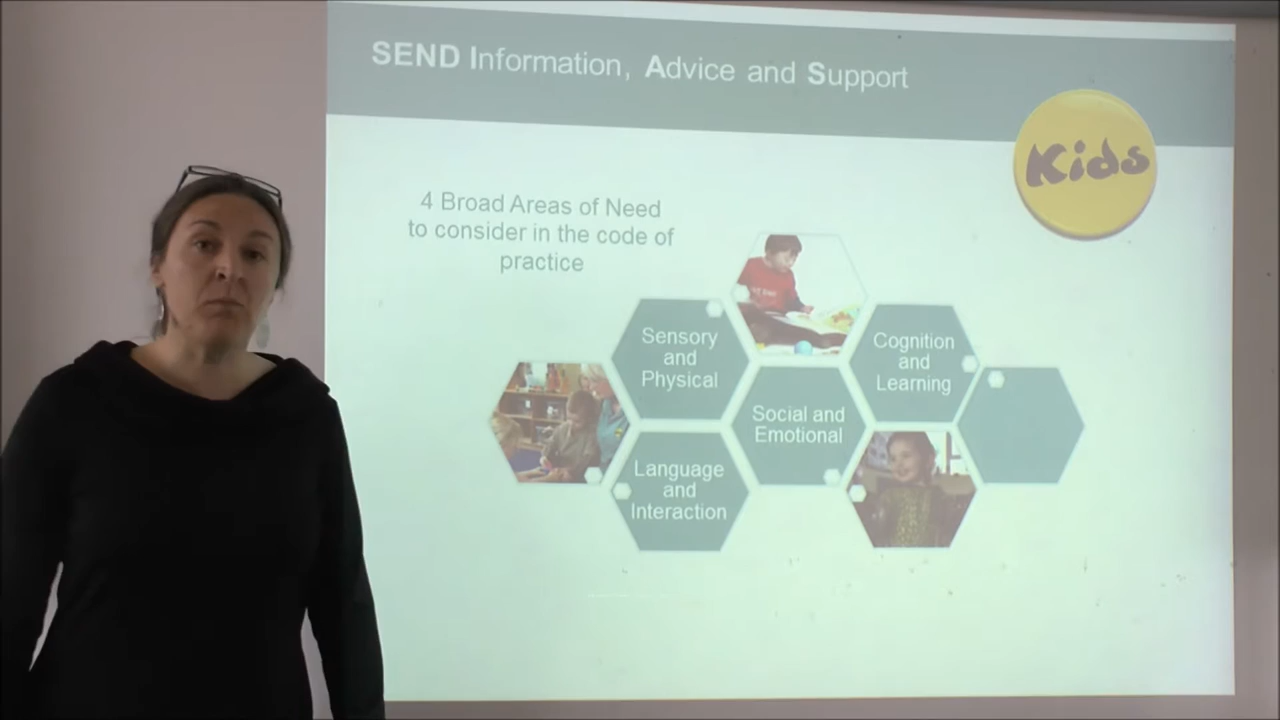 SEND Information, Advice and Support
Kids
4 Broad Areas of Need
to consider in the code of
practice
Sensory
and
Physical
Cognition
and
Learning
Social and
Emotional
Language
and
Interaction